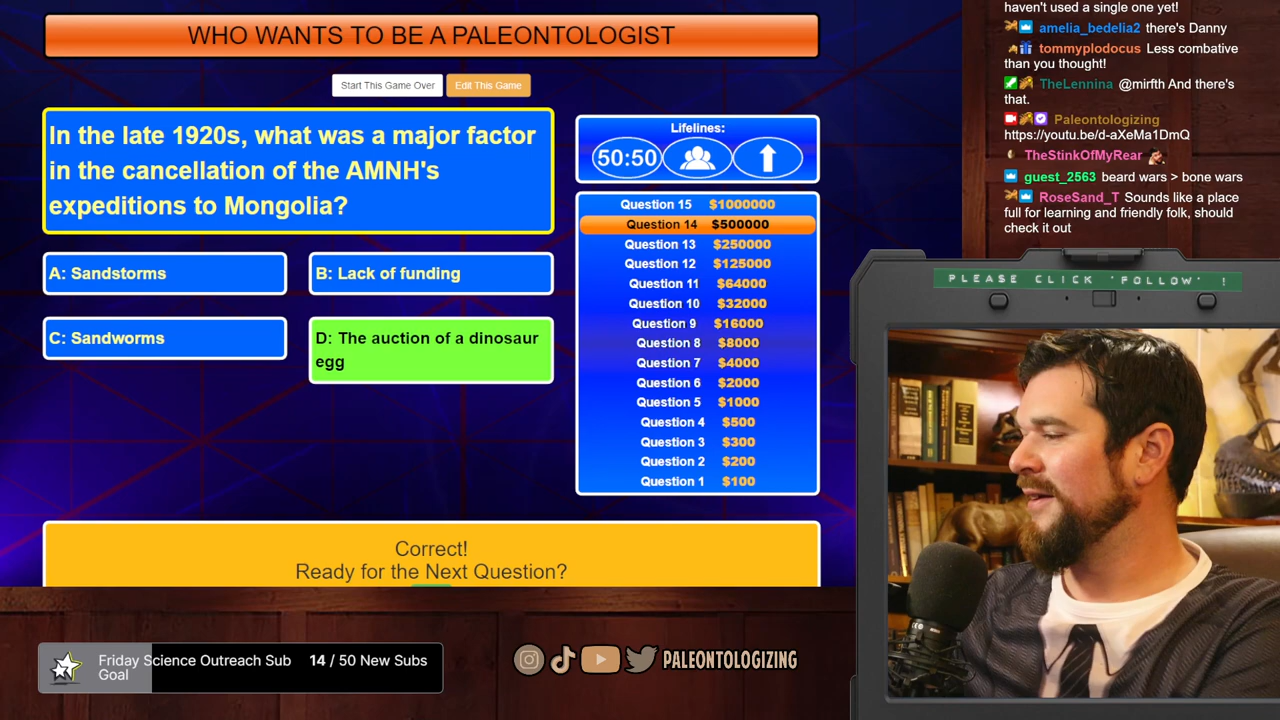 WHO WANTS TO BE A PALEONTOLOGIST
Start This Game Over
Edit This Game
In the late 1920s, what was a major factor
in the cancellation of the AMNH's
expeditions to Mongolia?
A: Sandstorms
B: Lack of funding
C: Sandworms
D: The auction of a dinosaur
egg
Lifelines:
50:50
Question 15 $1000000
Question 14 $500000
Question 13 $250000
Question 12 $125000
Question 11 $64000
Question 10 $32000
Question 9 $16000
Question 8 $8000
Question 7 $4000
Question 6 $2000
Question 5 $1000
Question 4 $500
Question 3 $300
Question 2 $200
Question 1 $100
Correct!
Ready for the Next Question?
haven't used a single one yet!
amelia_bedelia2 there's Danny
tommyplodocus Less combative
than you thought!
TheLennina @mirfth And there's
that.
Paleontologizing
https://youtu.be/d-aXeMa1DmQ
TheStinkOfMyRear
guest_2563 beard wars > bone wars
RoseSand_T Sounds like a place
full for learning and friendly folk, should
check it out
PLEASE CLICK 'FOLLOW' !
Friday Science Outreach Sub
Goal
14 / 50 New Subs
PALEONTOLOGIZING